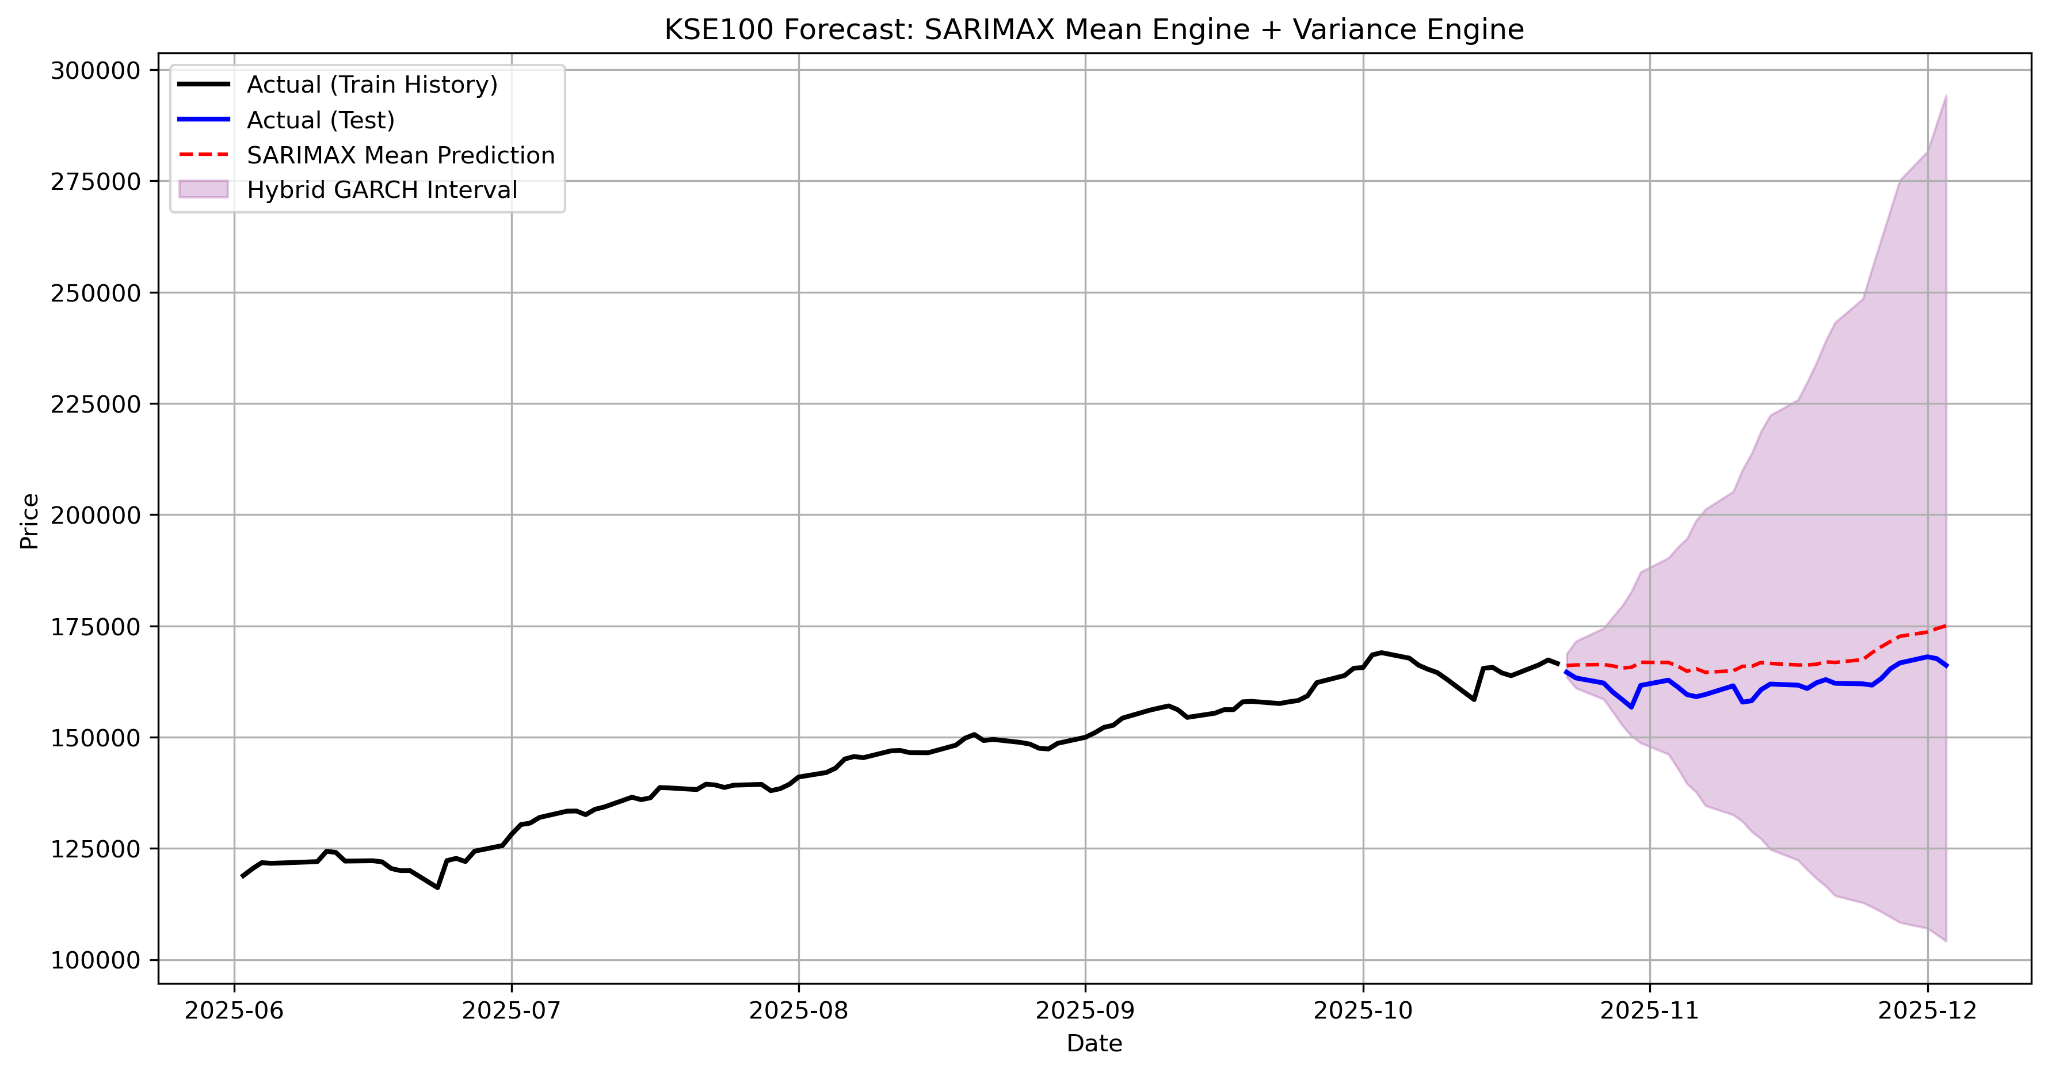 KSE100 Forecast: SARIMAX Mean Engine + Variance Engine
Actual (Train History)
Actual (Test)
SARIMAX Mean Prediction
Hybrid GARCH Interval
300000
275000
250000
225000
200000
175000
150000
125000
100000
Price
2025-06
2025-07
2025-08
2025-09
2025-10
2025-11
2025-12
Date